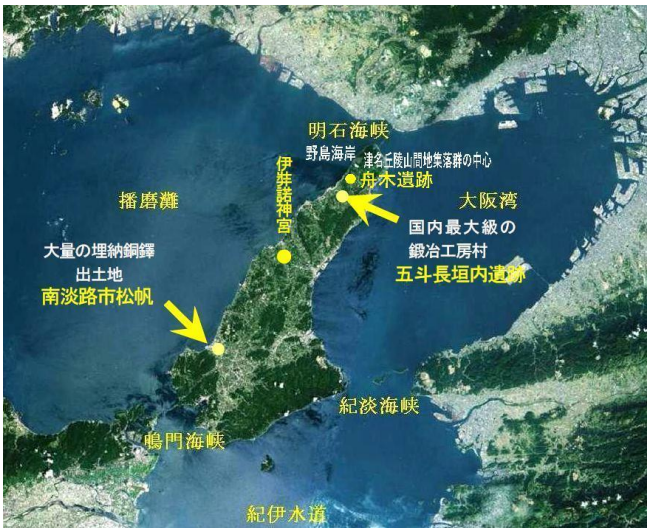 明石海峡
野島海岸
津名丘陵山間地集落群の中心
舟木遺跡
伊弉諾神宮
播磨灘
大阪湾
国内最大級の
鍛冶工房村
五斗長垣内遺跡
大量の埋納銅鐸
出土地
南淡路市松帆
紀淡海峡
鳴門海峡
紀伊水道